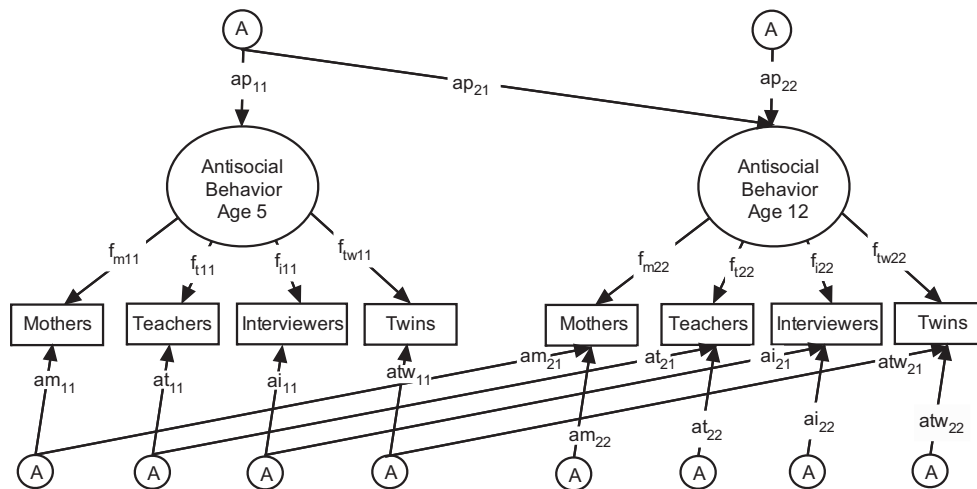 A A
ap11 ap21 ap22
Antisocial Behavior Age 5
Antisocial Behavior Age 12
fm11 ft11 fi11 ftw11
fm22 ft22 fi22 ftw22
Mothers Teachers Interviewers Twins
Mothers Teachers Interviewers Twins
am11 at11 ai11 atw11
am21 at21 ai21 atw21
am22 at22 ai22 atw22
A A A A A A A A